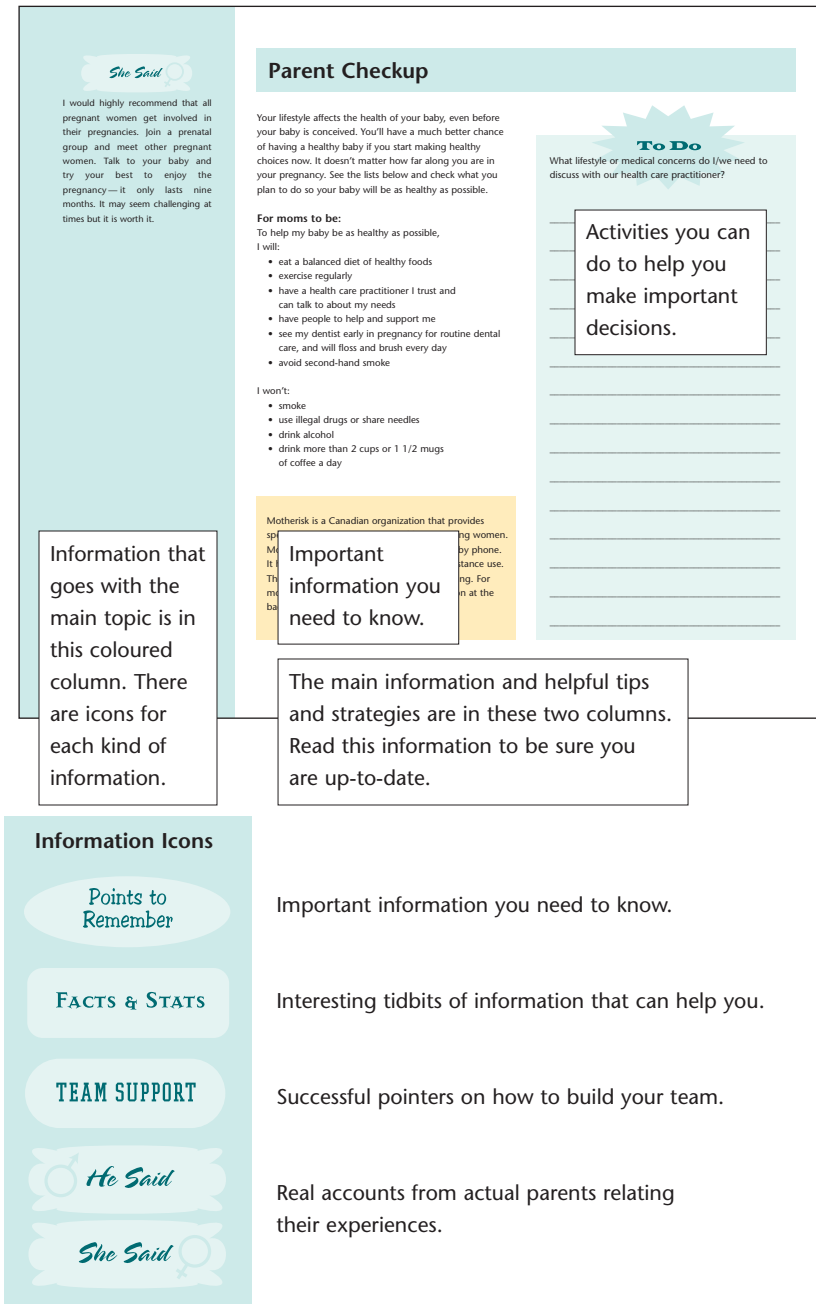 She Said
I would highly recommend that all
pregnant women get involved in
their pregnancies. Join a prenatal
group and meet other pregnant
women. Talk to your baby and
try your best to enjoy the
pregnancy — it only lasts nine
months. It may seem challenging at
times but it is worth it.
Parent Checkup
Your lifestyle affects the health of your baby, even before
your baby is conceived. You'll have a much better chance
of having a healthy baby if you start making healthy
choices now. It doesn't matter how far along you are in
your pregnancy. See the lists below and check what you
plan to do so your baby will be as healthy as possible.
For moms to be:
To help my baby be as healthy as possible,
I will:
• eat a balanced diet of healthy foods
• exercise regularly
• have a health care practitioner I trust and
can talk to about my needs
• have people to help and support me
• see my dentist early in pregnancy for routine dental
care, and will floss and brush every day
• avoid second-hand smoke
I won't:
• smoke
• use illegal drugs or share needles
• drink alcohol
• drink more than 2 cups or 1 1/2 mugs
of coffee a day
Motherisk is a Canadian organization that provides
women.
by phone.
It use.
For
at the
To Do
What lifestyle or medical concerns do I/we need to
discuss with our health care practitioner?
Activities you can
do to help you
make important
decisions.
Information that
goes with the
main topic is in
this coloured
column. There
are icons for
each kind of
information.
Important
information you
need to know.
The main information and helpful tips
and strategies are in these two columns.
Read this information to be sure you
are up-to-date.
Information Icons
Points to
Remember
Important information you need to know.
Facts & Stats
Interesting tidbits of information that can help you.
TEAM SUPPORT
Successful pointers on how to build your team.
He Said
She Said
Real accounts from actual parents relating
their experiences.